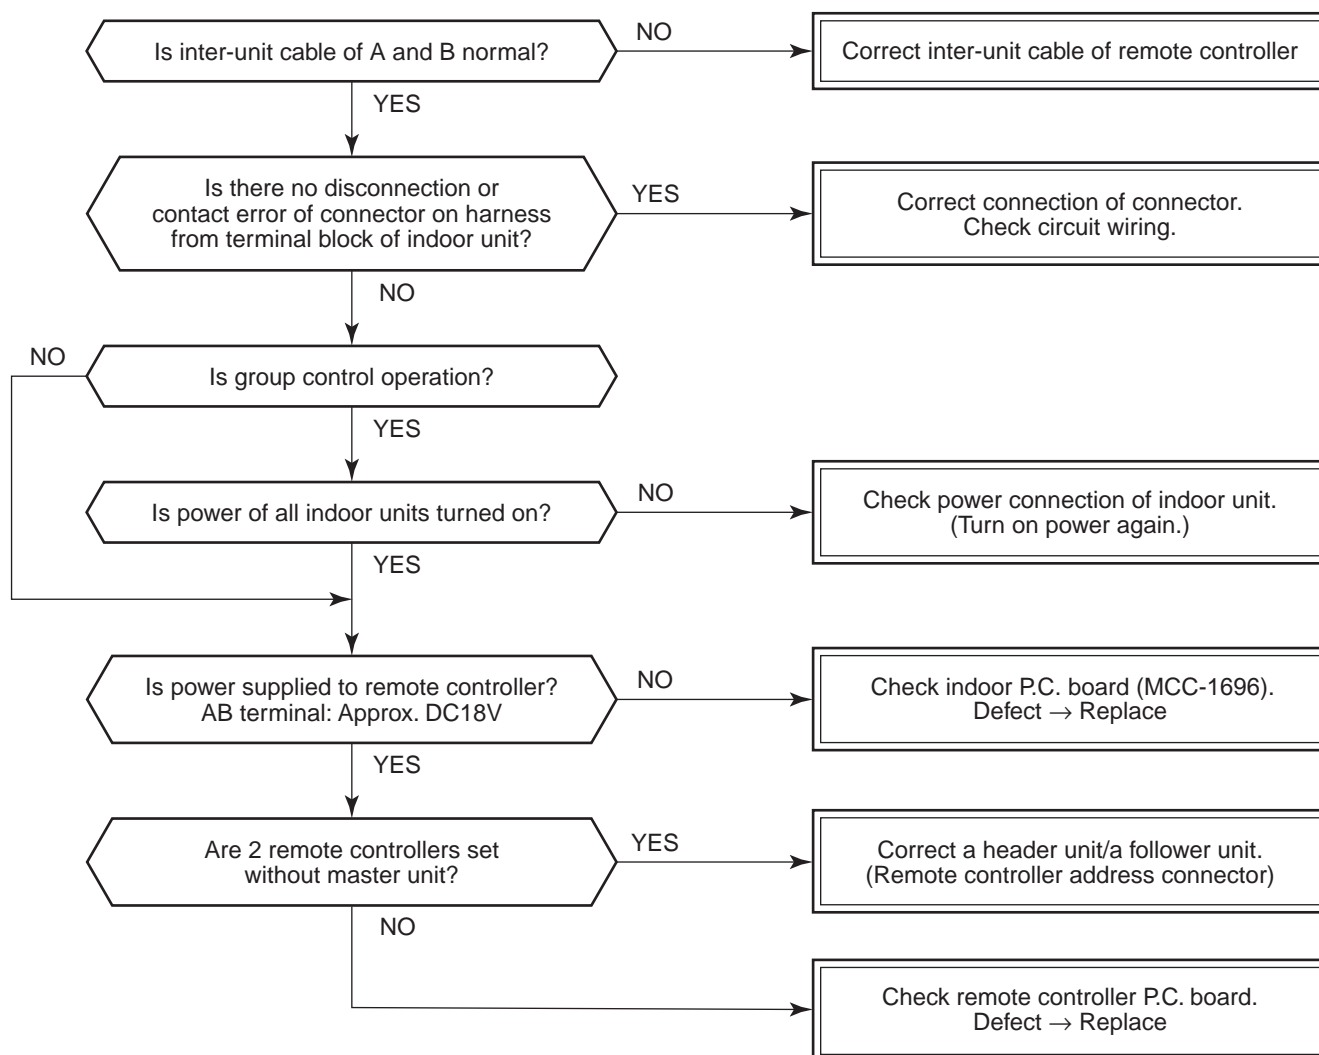 Is inter-unit cable of A and B normal?
NO
Correct inter-unit cable of remote controller
YES
Is there no disconnection or
contact error of connector on harness
from terminal block of indoor unit?
YES
Correct connection of connector.
Check circuit wiring.
NO
Is group control operation?
NO
YES
Is power of all indoor units turned on?
NO
Check power connection of indoor unit.
(Turn on power again.)
YES
Is power supplied to remote controller?
AB terminal: Approx. DC18V
NO
Check indoor P.C. board (MCC-1696).
Defect → Replace
YES
Are 2 remote controllers set
without master unit?
YES
Correct a header unit/a follower unit.
(Remote controller address connector)
NO
Check remote controller P.C. board.
Defect → Replace